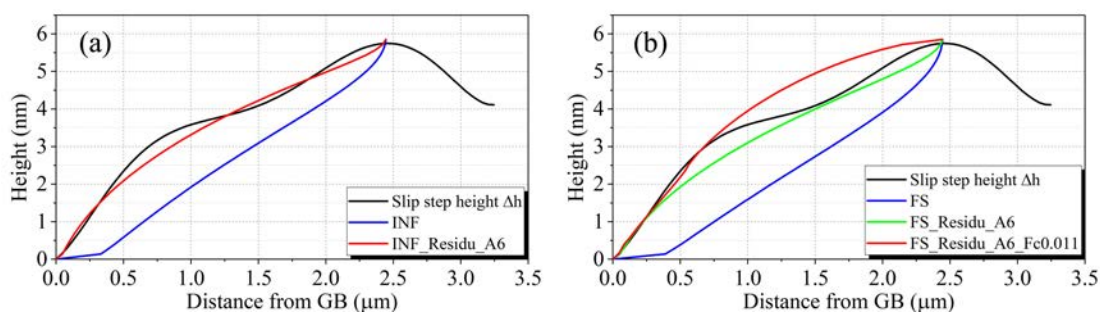 (a)
Height (nm)
6
5
4
3
2
1
0
Slip step height Δh
INF
INF_Residu_A6
0.0 0.5 1.0 1.5 2.0 2.5 3.0 3.5
Distance from GB (μm)
(b)
Height (nm)
6
5
4
3
2
1
0
Slip step height Δh
FS
FS_Residu_A6
FS_Residu_A6_Fc0.011
0.0 0.5 1.0 1.5 2.0 2.5 3.0 3.5
Distance from GB (μm)